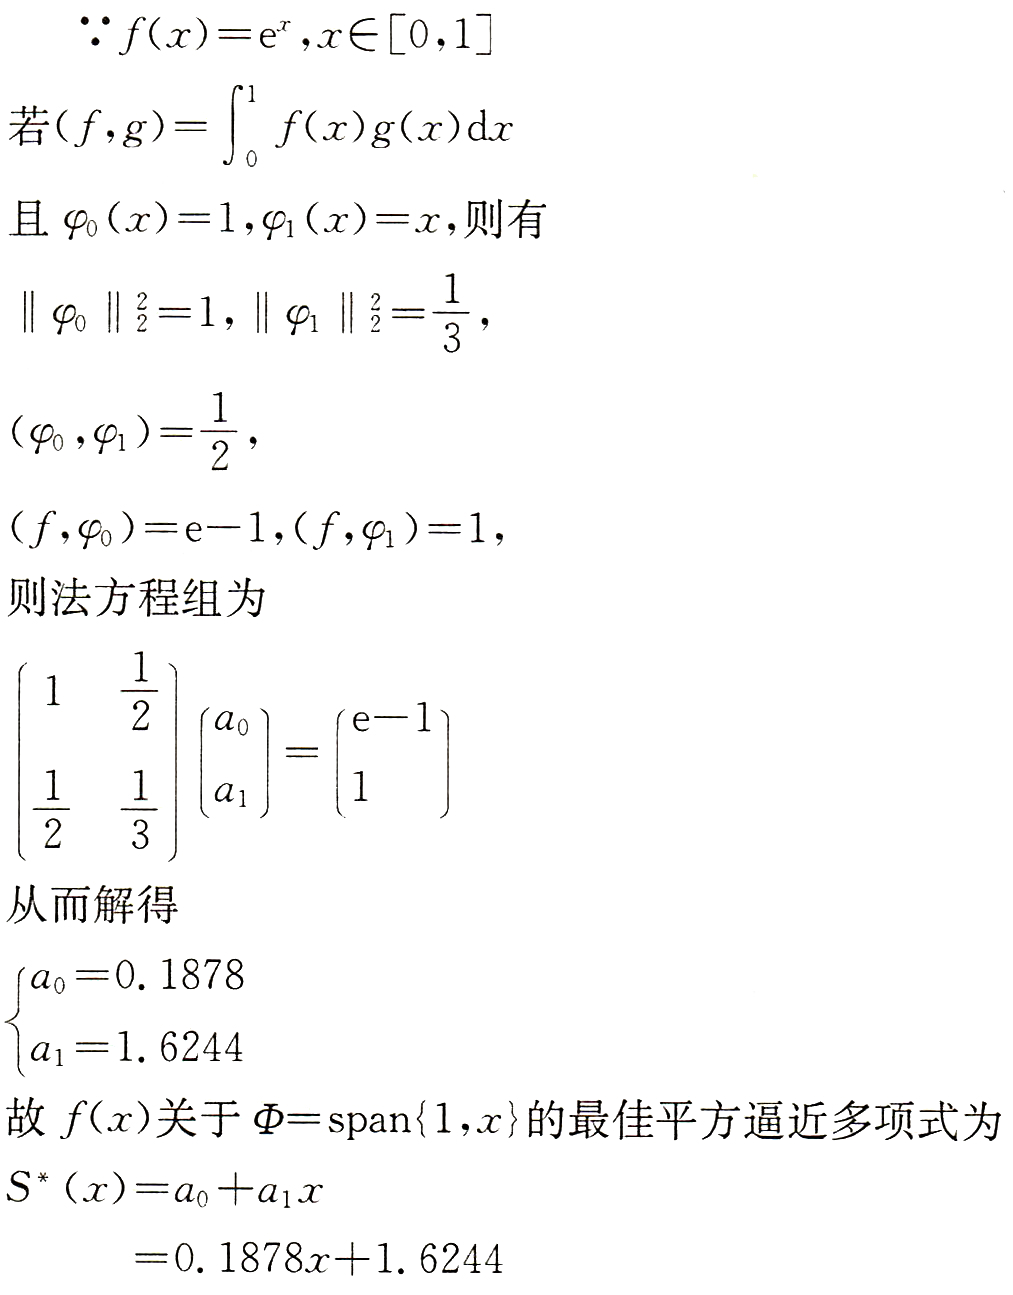 ∵f(x)=eˣ,x∈[0,1]
若(f,g)=∫₀¹ f(x)g(x)dx
且 φ₀(x)=1,φ₁(x)=x,则有
‖φ₀‖₂²=1,‖φ₁‖₂²=1/3,
(φ₀,φ₁)=1/2,
(f,φ₀)=e-1,(f,φ₁)=1,
则法方程组为
(1 1/2; 1/2 1/3)(a₀; a₁)=(e-1; 1)
从而解得
{a₀=0.1878
a₁=1.6244
故 f(x)关于 Φ=span{1,x}的最佳平方逼近多项式为
S*(x)=a₀+a₁x
=0.1878x+1.6244